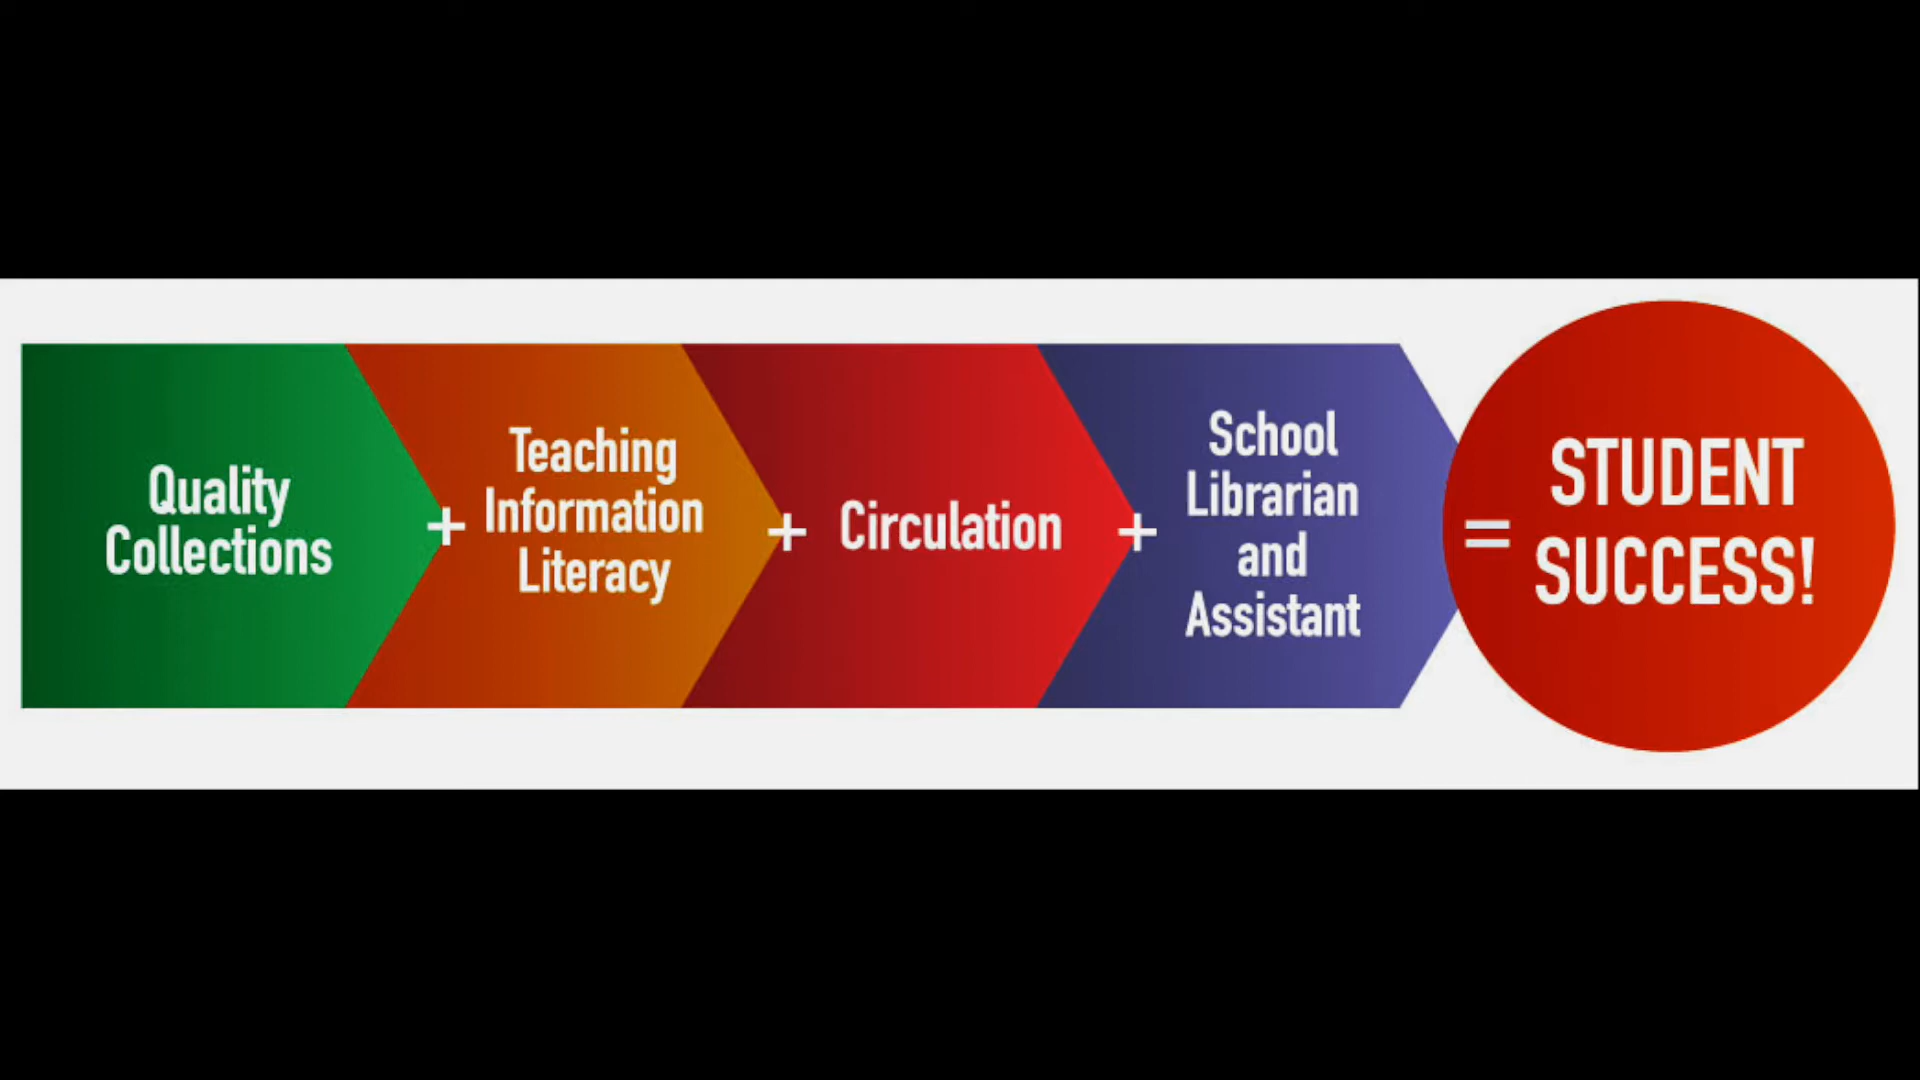 Quality
Collections
+
Teaching
Information
Literacy
+
Circulation
+
School
Librarian
and
Assistant
=
STUDENT
SUCCESS!